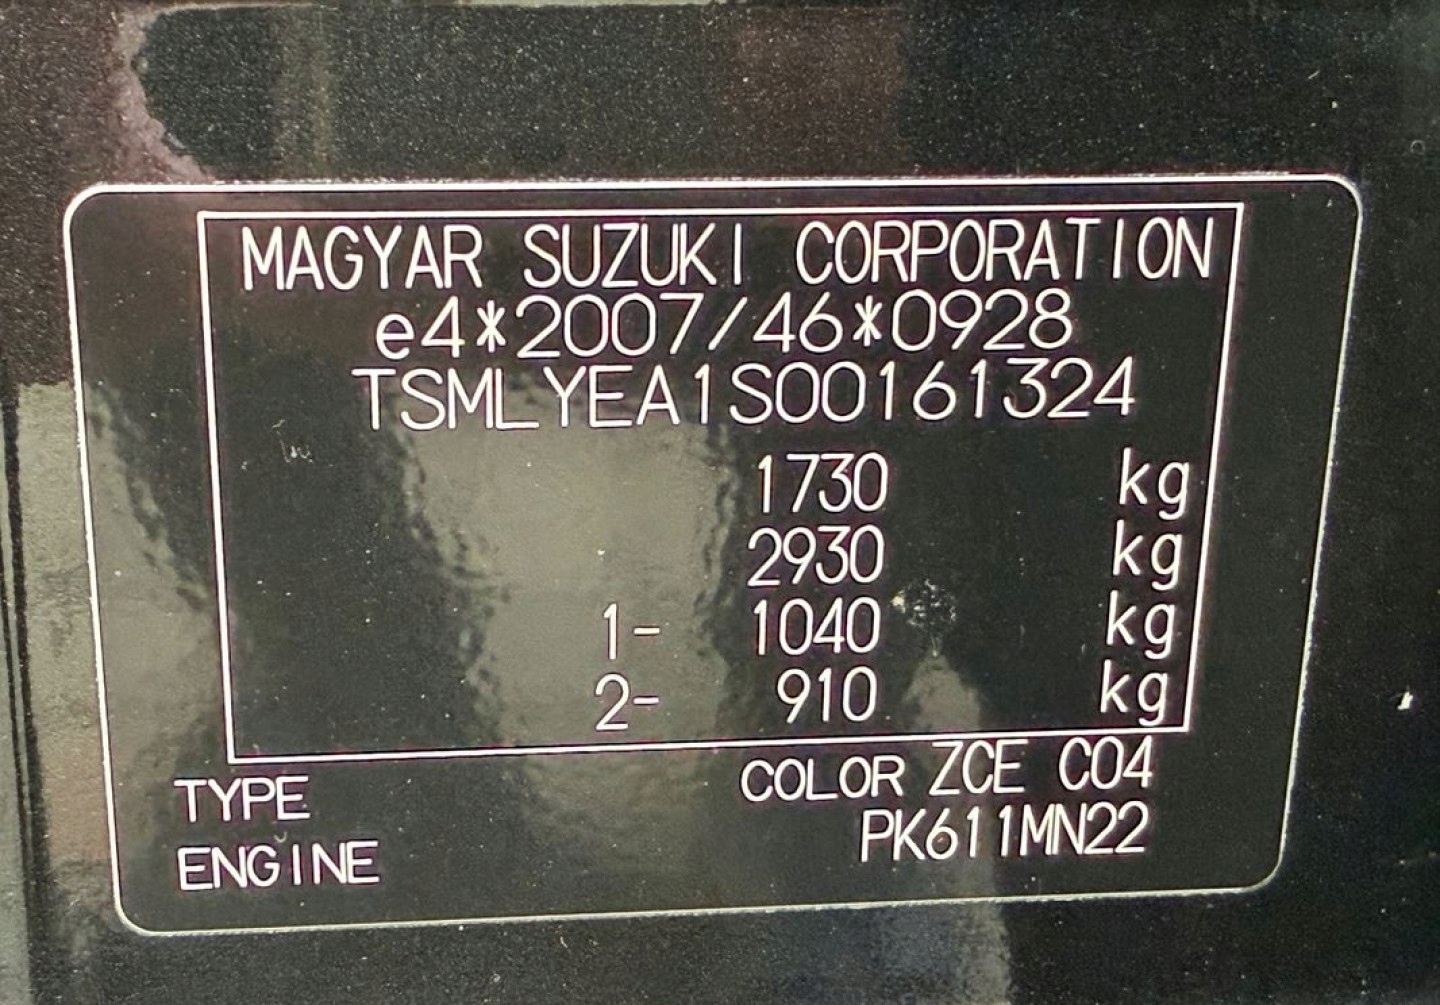 MAGYAR SUZUKI CORPORATION
e4*2007/46*0928
TSMLYEA1S00161324
1730 kg
2930 kg
1- 1040 kg
2- 910 kg
TYPE COLOR ZCE C04
ENGINE PK611MN22